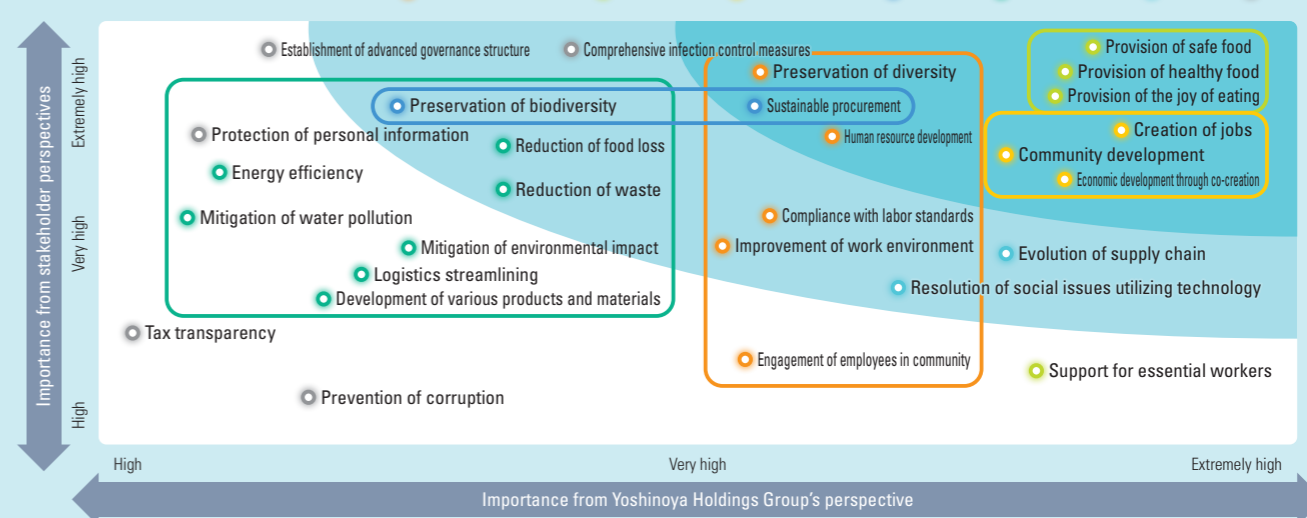 Importance from stakeholder perspectives
Extremely high
Very high
High
Establishment of advanced governance structure
Comprehensive infection control measures
Provision of safe food
Preservation of diversity
Provision of healthy food
Provision of the joy of eating
Preservation of biodiversity
Sustainable procurement
Protection of personal information
Human resource development
Creation of jobs
Reduction of food loss
Community development
Energy efficiency
Economic development through co-creation
Reduction of waste
Mitigation of water pollution
Compliance with labor standards
Mitigation of environmental impact
Improvement of work environment
Evolution of supply chain
Logistics streamlining
Resolution of social issues utilizing technology
Development of various products and materials
Tax transparency
Engagement of employees in community
Support for essential workers
Prevention of corruption
High
Very high
Extremely high
Importance from Yoshinoya Holdings Group's perspective